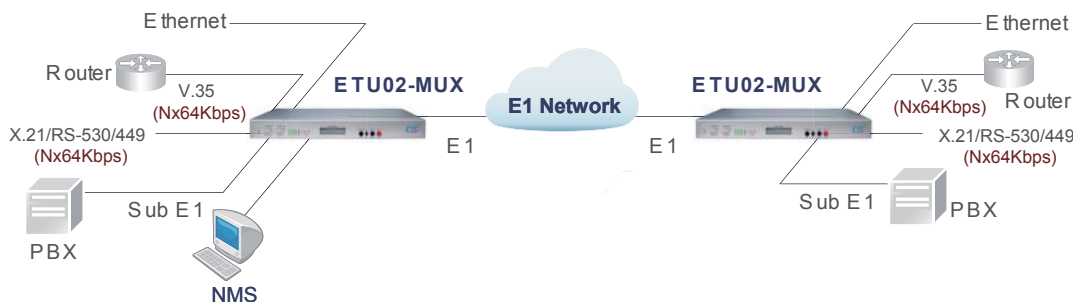 Ethernet
Router
V.35
(Nx64Kbps)
X.21/RS-530/449
(Nx64Kbps)
PBX
Sub E1
NMS
ETU02-MUX
E1
E1 Network
E1
ETU02-MUX
Ethernet
V.35
(Nx64Kbps)
Router
X.21/RS-530/449
(Nx64Kbps)
Sub E1
PBX